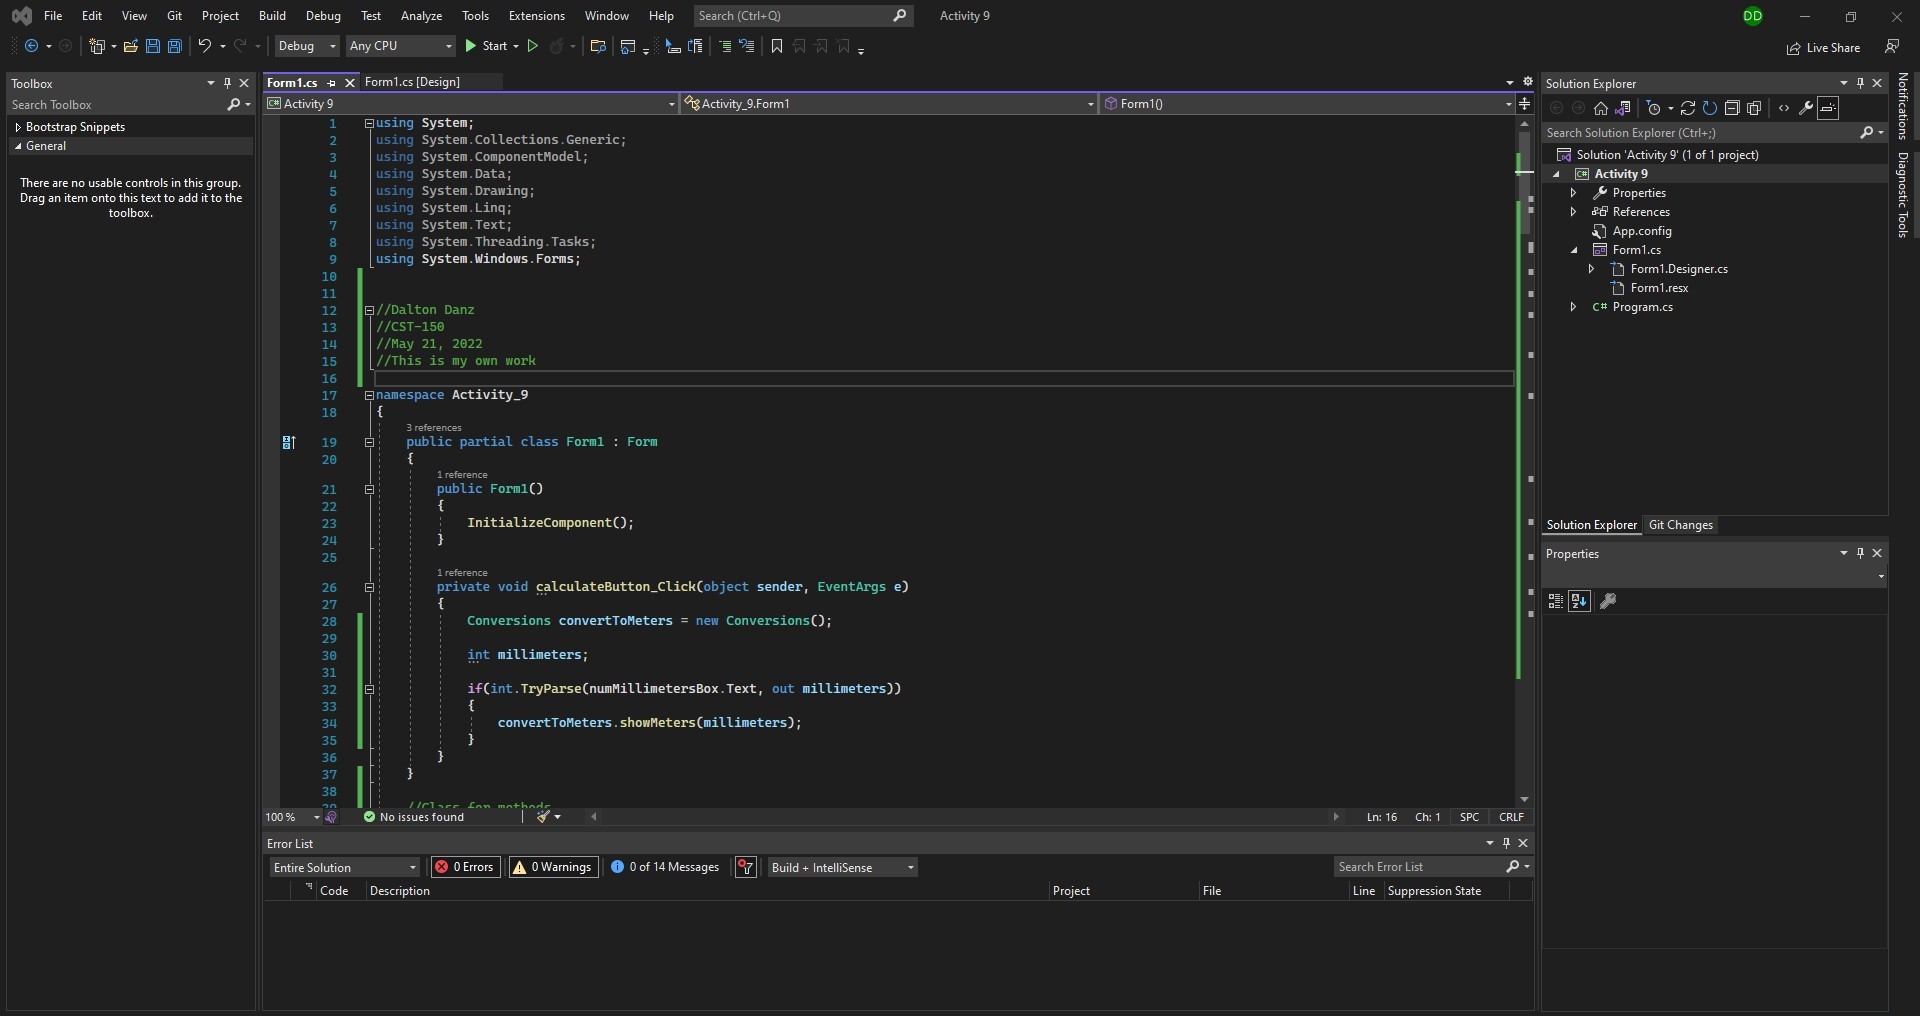 File Edit View Git Project Build Debug Test Analyze Tools Extensions Window Help Search (Ctrl+Q) Activity 9 DD
Debug Any CPU Start Live Share
Toolbox
Search Toolbox
Bootstrap Snippets
General
There are no usable controls in this group.
Drag an item onto this text to add it to the
toolbox.
Form1.cs Form1.cs [Design]
C# Activity 9 Activity_9.Form1 Form1()
1 using System;
2 using System.Collections.Generic;
3 using System.ComponentModel;
4 using System.Data;
5 using System.Drawing;
6 using System.Linq;
7 using System.Text;
8 using System.Threading.Tasks;
9 using System.Windows.Forms;
10
11
12 //Dalton Danz
13 //CST-150
14 //May 21, 2022
15 //This is my own work
16
17 namespace Activity_9
18 {
3 references
19 public partial class Form1 : Form
20 {
1 reference
21 public Form1()
22 {
23 InitializeComponent();
24 }
25
1 reference
26 private void calculateButton_Click(object sender, EventArgs e)
27 {
28 Conversions convertToMeters = new Conversions();
29
30 int millimeters;
31
32 if(int.TryParse(numMillimetersBox.Text, out millimeters))
33 {
34 convertToMeters.showMeters(millimeters);
35 }
36 }
37 }
38
39 //Class for methods
100 % No issues found Ln: 16 Ch: 1 SPC CRLF
Error List
Entire Solution 0 Errors 0 Warnings 0 of 14 Messages Build + IntelliSense Search Error List
Code Description Project File Line Suppression State
Solution Explorer
Search Solution Explorer (Ctrl+;)
Solution 'Activity 9' (1 of 1 project)
C# Activity 9
Properties
References
App.config
Form1.cs
Form1.Designer.cs
Form1.resx
C# Program.cs
Solution Explorer Git Changes
Properties
Notifications
Diagnostic Tools